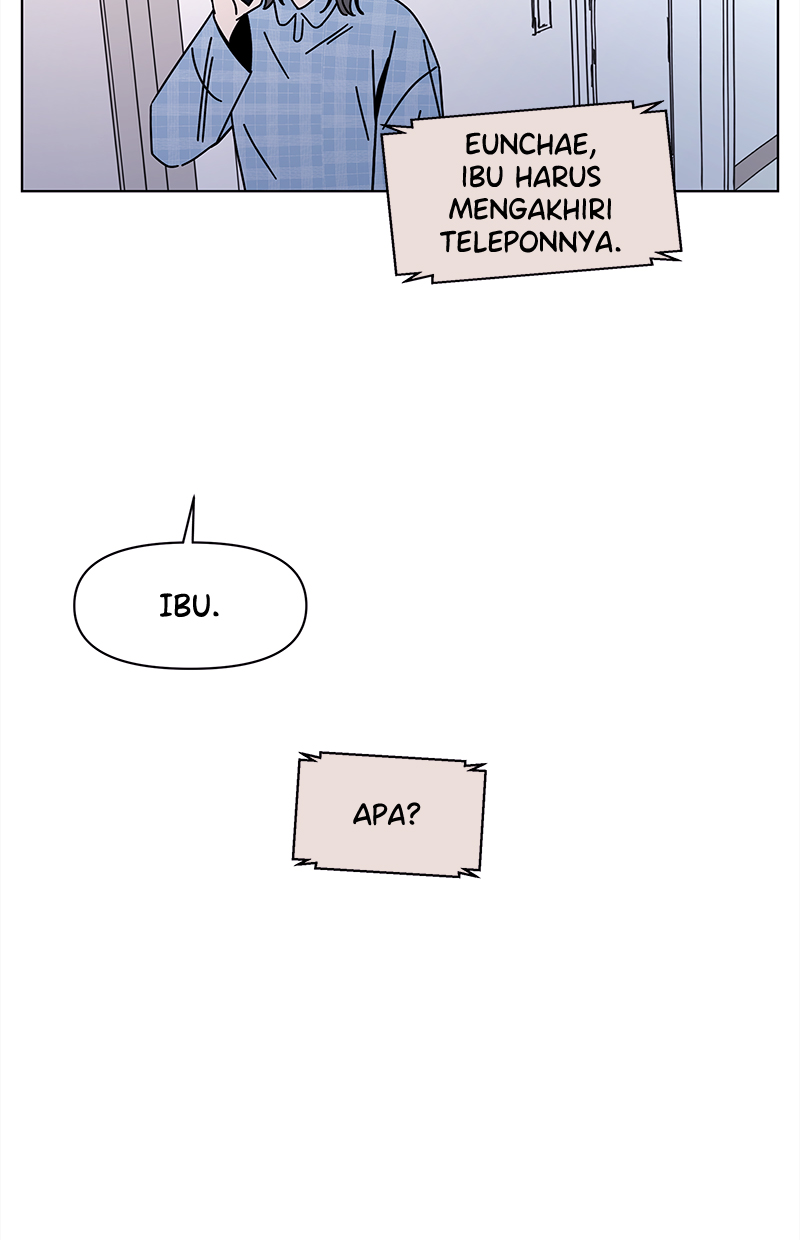 EUNCHAE,
IBU HARUS
MENGAKHIRI
TELEPONNYA.
IBU.
APA?